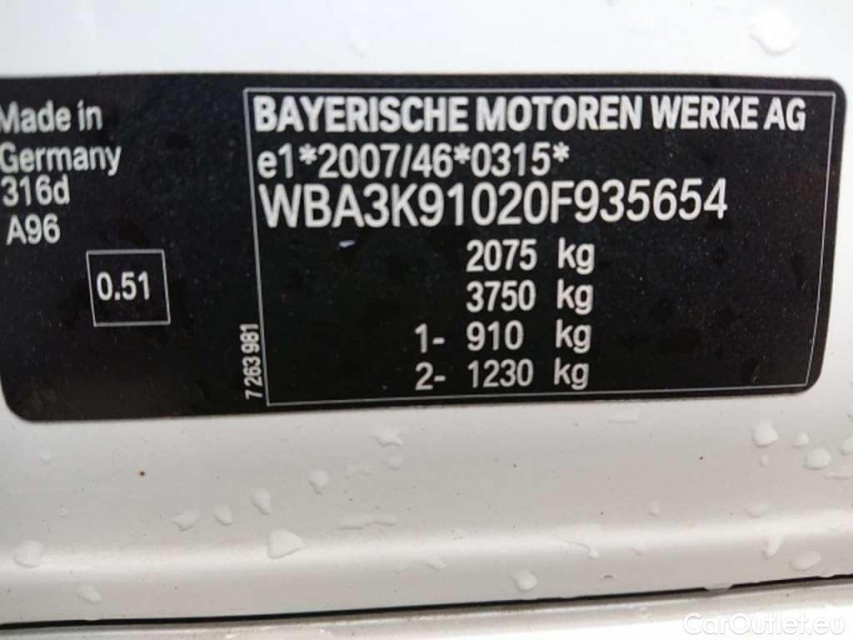 Made in
Germany
316d
A96
0.51
7 263 981
BAYERISCHE MOTOREN WERKE AG
e1*2007/46*0315*
WBA3K91020F935654
2075 kg
3750 kg
1- 910 kg
2- 1230 kg
CarOutlet.eu